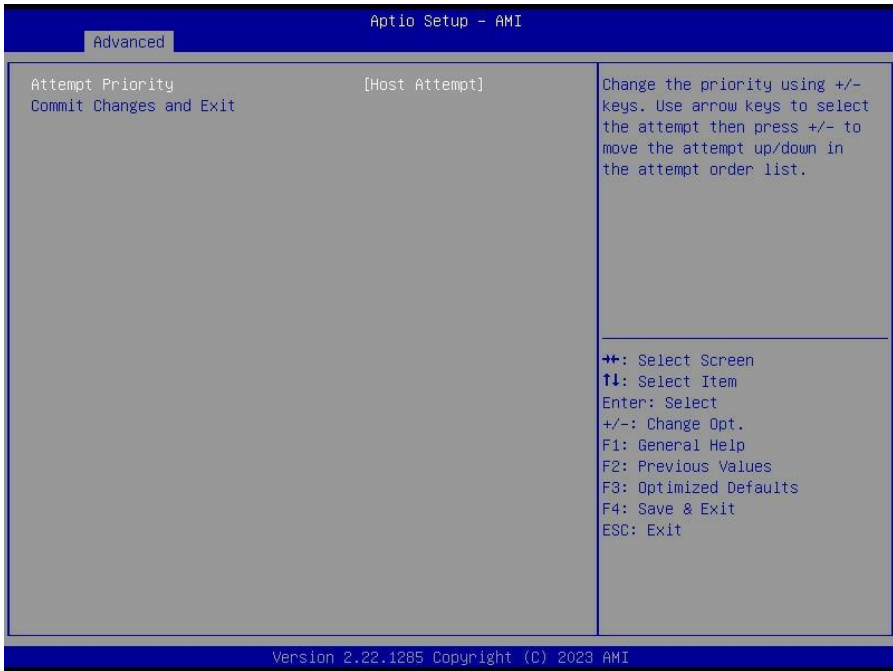 Aptio Setup – AMI
Advanced
Attempt Priority [Host Attempt]
Commit Changes and Exit
Change the priority using +/-
keys. Use arrow keys to select
the attempt then press +/- to
move the attempt up/down in
the attempt order list.
→←: Select Screen
↑↓: Select Item
Enter: Select
+/-: Change Opt.
F1: General Help
F2: Previous Values
F3: Optimized Defaults
F4: Save & Exit
ESC: Exit
Version 2.22.1285 Copyright (C) 2023 AMI